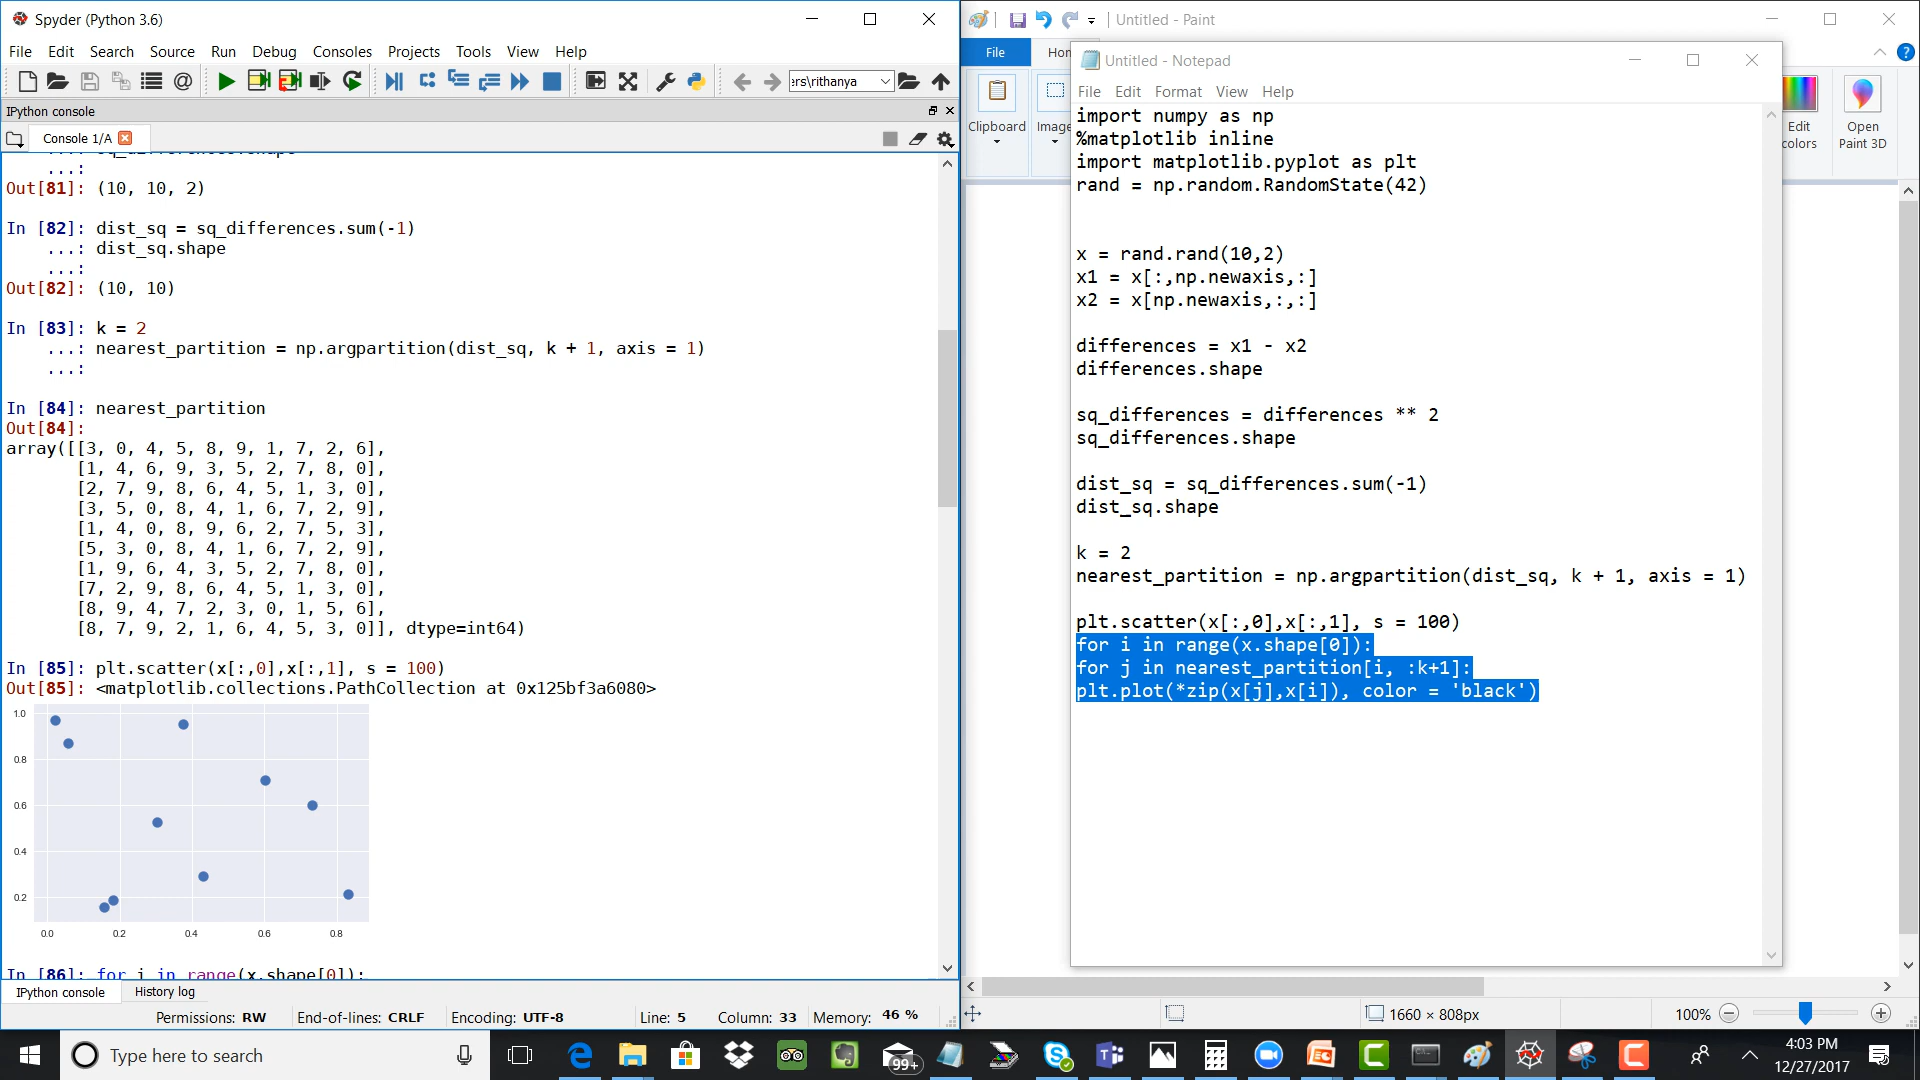 Spyder (Python 3.6)
File Edit Search Source Run Debug Consoles Projects Tools View Help
ers\rithanya
IPython console
Console 1/A
...:
Out[81]: (10, 10, 2)
In [82]: dist_sq = sq_differences.sum(-1)
...: dist_sq.shape
...:
Out[82]: (10, 10)
In [83]: k = 2
...: nearest_partition = np.argpartition(dist_sq, k + 1, axis = 1)
...:
In [84]: nearest_partition
Out[84]:
array([[3, 0, 4, 5, 8, 9, 1, 7, 2, 6],
[1, 4, 6, 9, 3, 5, 2, 7, 8, 0],
[2, 7, 9, 8, 6, 4, 5, 1, 3, 0],
[3, 5, 0, 8, 4, 1, 6, 7, 2, 9],
[1, 4, 0, 8, 9, 6, 2, 7, 5, 3],
[5, 3, 0, 8, 4, 1, 6, 7, 2, 9],
[1, 9, 6, 4, 3, 5, 2, 7, 8, 0],
[7, 2, 9, 8, 6, 4, 5, 1, 3, 0],
[8, 9, 4, 7, 2, 3, 0, 1, 5, 6],
[8, 7, 9, 2, 1, 6, 4, 5, 3, 0]], dtype=int64)
In [85]: plt.scatter(x[:,0],x[:,1], s = 100)
Out[85]: <matplotlib.collections.PathCollection at 0x125bf3a6080>
1.0
0.8
0.6
0.4
0.2
0.0 0.2 0.4 0.6 0.8
In [86]: for i in range(x.shape[0]):
IPython console History log
Permissions: RW End-of-lines: CRLF Encoding: UTF-8 Line: 5 Column: 33 Memory: 46 %
Untitled - Paint
File Hom
Clipboard
Image
Edit colors
Open Paint 3D
Untitled - Notepad
File Edit Format View Help
import numpy as np
%matplotlib inline
import matplotlib.pyplot as plt
rand = np.random.RandomState(42)
x = rand.rand(10,2)
x1 = x[:,np.newaxis,:]
x2 = x[np.newaxis,:,:]
differences = x1 - x2
differences.shape
sq_differences = differences ** 2
sq_differences.shape
dist_sq = sq_differences.sum(-1)
dist_sq.shape
k = 2
nearest_partition = np.argpartition(dist_sq, k + 1, axis = 1)
plt.scatter(x[:,0],x[:,1], s = 100)
for i in range(x.shape[0]):
for j in nearest_partition[i, :k+1]:
plt.plot(*zip(x[j],x[i]), color = 'black')
1660 × 808px
100%
Type here to search
99+
4:03 PM
12/27/2017